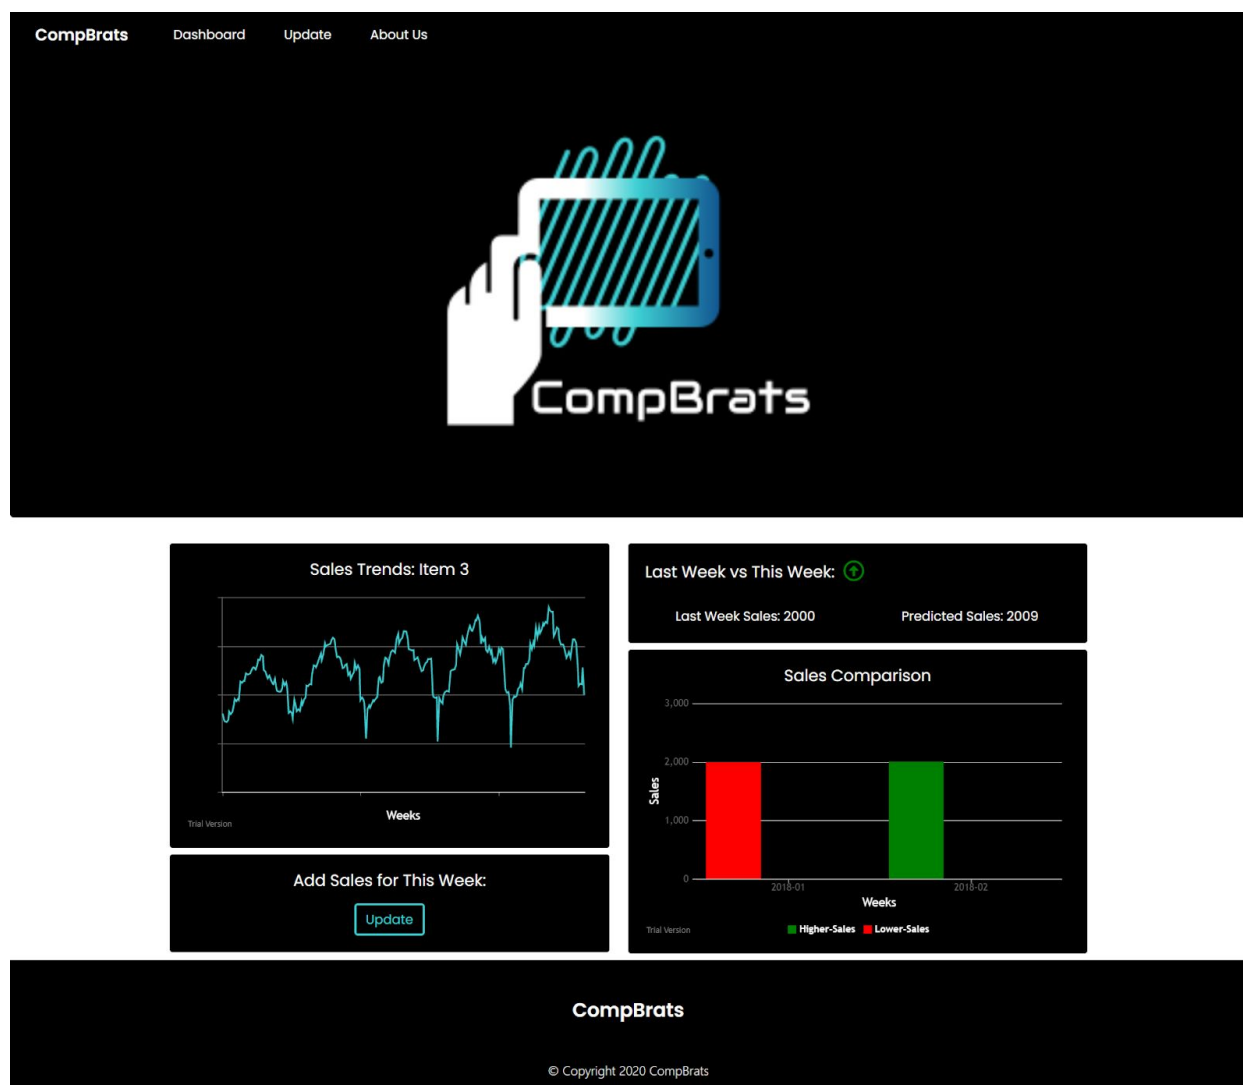 CompBrats Dashboard Update About Us
CompBrats
Sales Trends: Item 3
Weeks
Trial Version
Add Sales for This Week:
Update
Last Week vs This Week:
Last Week Sales: 2000 Predicted Sales: 2009
Sales Comparison
3,000
2,000
1,000
0
Sales
2018-01 2018-02
Weeks
Higher-Sales Lower-Sales
Trial Version
CompBrats
© Copyright 2020 CompBrats